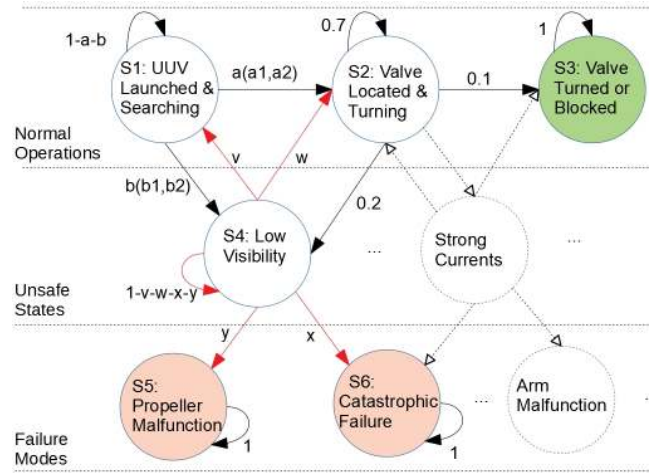 1-a-b
0.7
1
S1: UUV
Launched &
Searching
a(a1,a2)
S2: Valve
Located &
Turning
0.1
S3: Valve
Turned or
Blocked
Normal
Operations
v
w
b(b1,b2)
0.2
S4: Low
Visibility
...
Strong
Currents
...
1-v-w-x-y
Unsafe
States
y
x
S5:
Propeller
Malfunction
1
S6:
Catastrophic
Failure
1
...
Arm
Malfunction
...
Failure
Modes